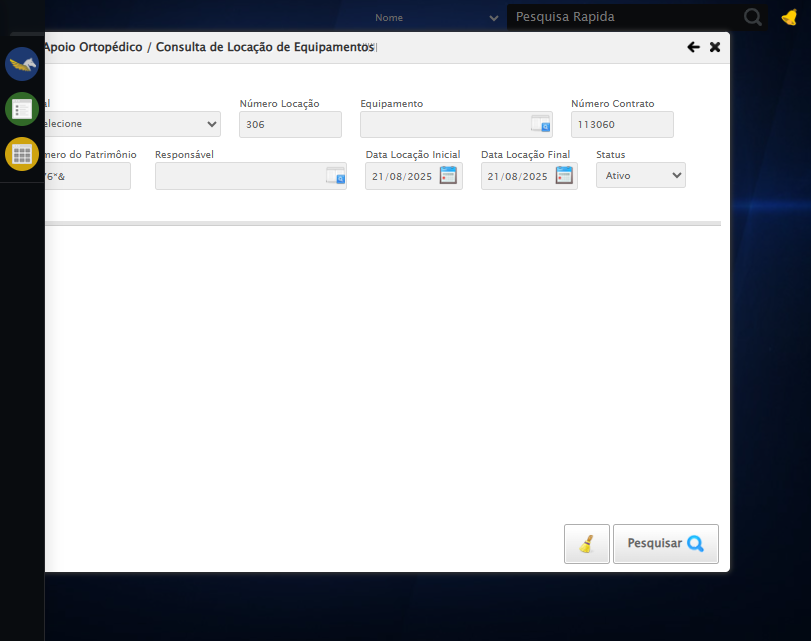 Nome
Pesquisa Rapida
Apoio Ortopédico / Consulta de Locação de Equipamentos
al Número Locação Equipamento Número Contrato
elecione 306 113060
mero do Patrimônio Responsável Data Locação Inicial Data Locação Final Status
'6"& 21/08/2025 21/08/2025 Ativo
Pesquisar